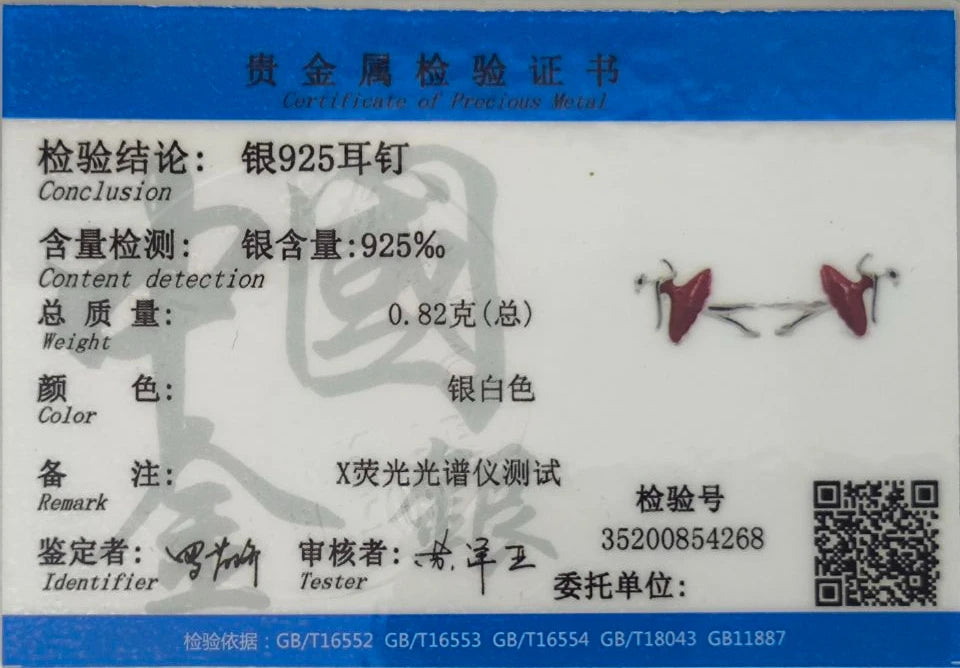 贵金属检验证书
Certificate of Precious Metal
检验结论: 银925耳钉
Conclusion
含量检测: 银含量:925‰
Content detection
总质量: 0.82克(总)
Weight
颜色: 银白色
Color
备注: X荧光光谱仪测试
Remark
检验号
35200854268
鉴定者: 审核者:
Identifier Tester
委托单位:
检验依据:GB/T16552 GB/T16553 GB/T16554 GB/T18043 GB11887
中國金銀